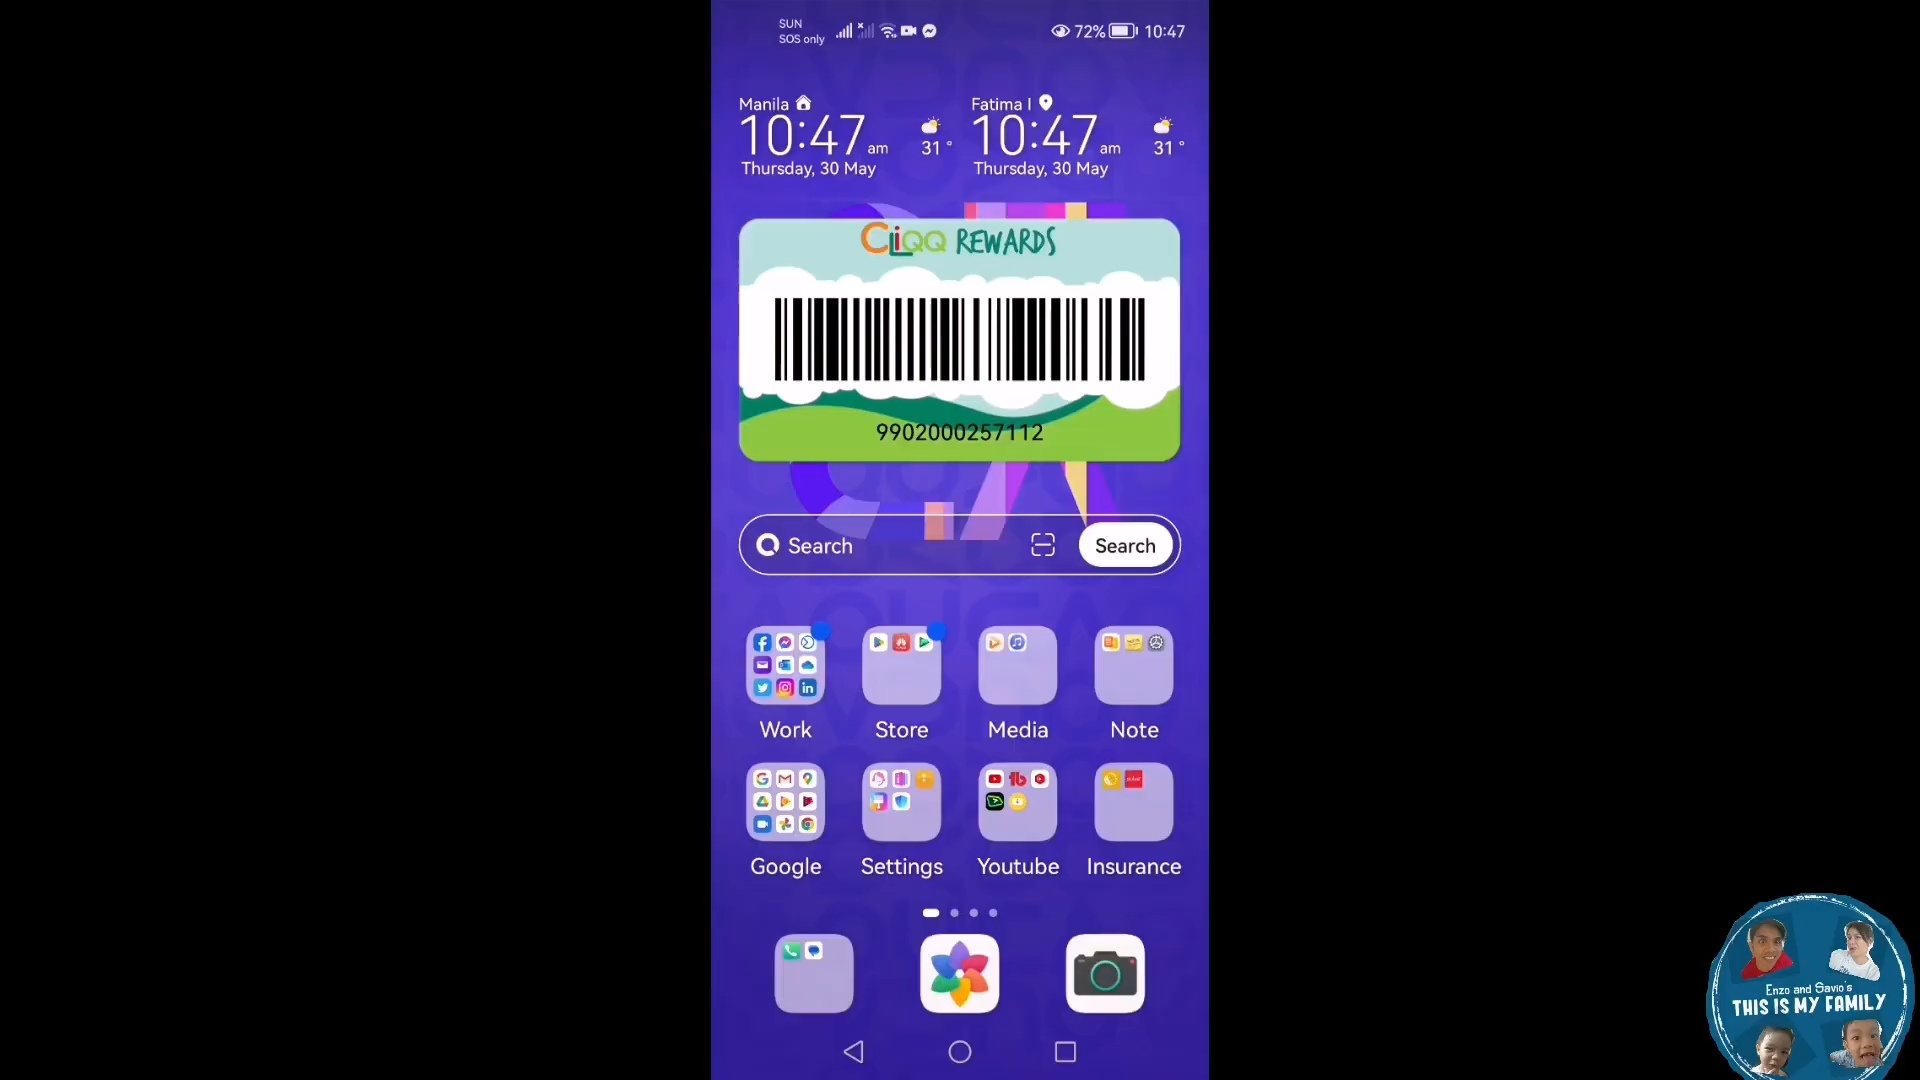 SUN
SOS only
72%
10:47
Manila
10:47 am
31 °
Thursday, 30 May
Fatima I
10:47 am
31 °
Thursday, 30 May
CLiQQ REWARDS
9902000257112
Search
Search
Work
Store
Media
Note
Google
Settings
Youtube
Insurance
Enzo and Savio's
THIS IS MY FAMILY